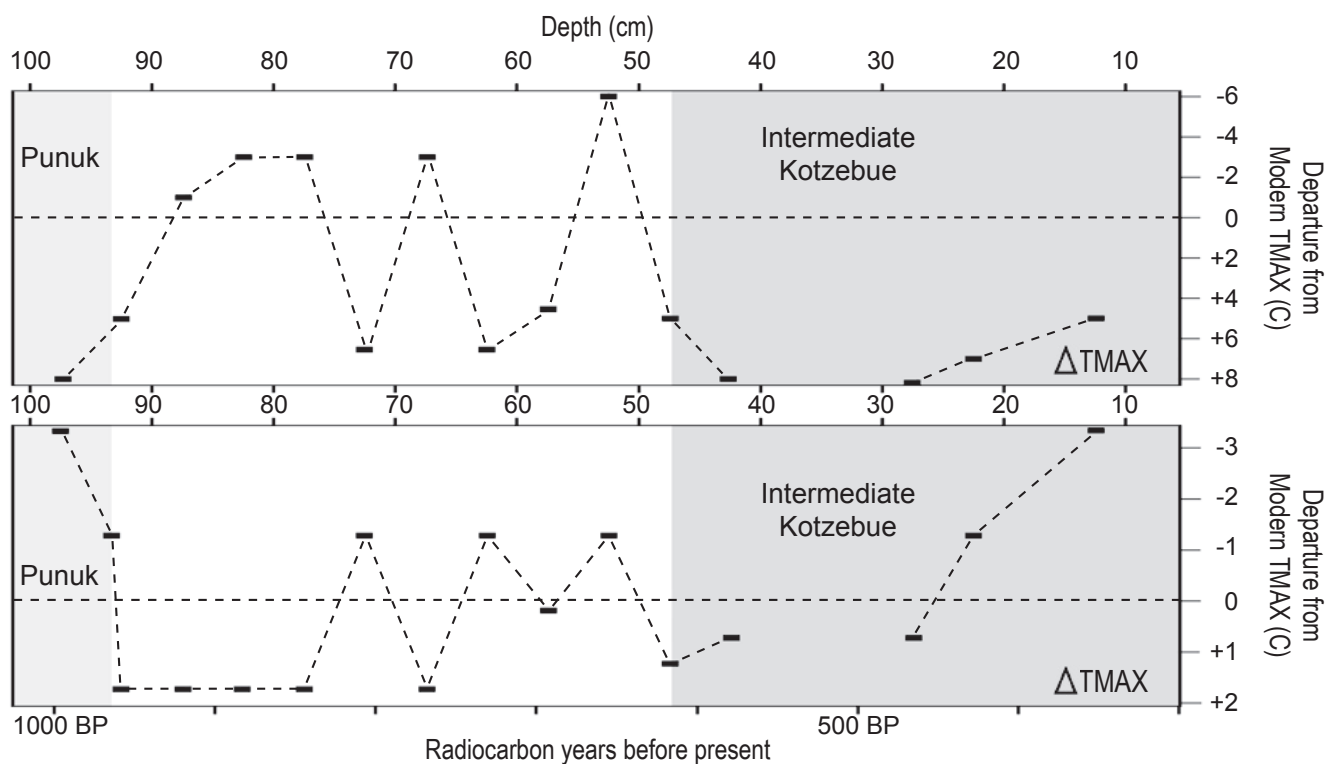 Depth (cm)
100 90 80 70 60 50 40 30 20 10
-6
-4
-2
0
+2
+4
+6
+8
Departure from
Modern TMAX (C)
Punuk
Intermediate
Kotzebue
△TMAX
100 90 80 70 60 50 40 30 20 10
-3
-2
-1
0
+1
+2
Departure from
Modern TMAX (C)
Intermediate
Kotzebue
Punuk
△TMAX
1000 BP 500 BP
Radiocarbon years before present